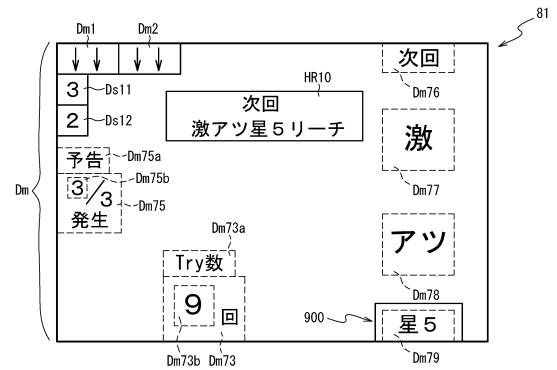 81
Dm1
Dm2
↓ ↓
↓ ↓
次回
Dm76
3
Ds11
2
Ds12
HR10
次回
激アツ星5リーチ
激
Dm77
予告
Dm75a
Dm75b
3/3
発生
Dm75
Dm
アツ
Dm78
Dm73a
Try数
9
回
Dm73b
Dm73
900
星5
Dm79